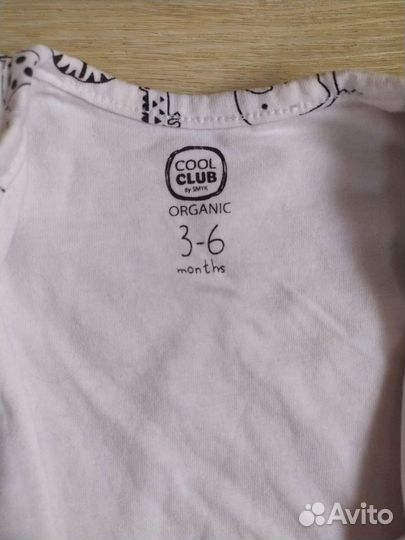 COOL
CLUB
by SMYK
ORGANIC
3-6
months
Avito